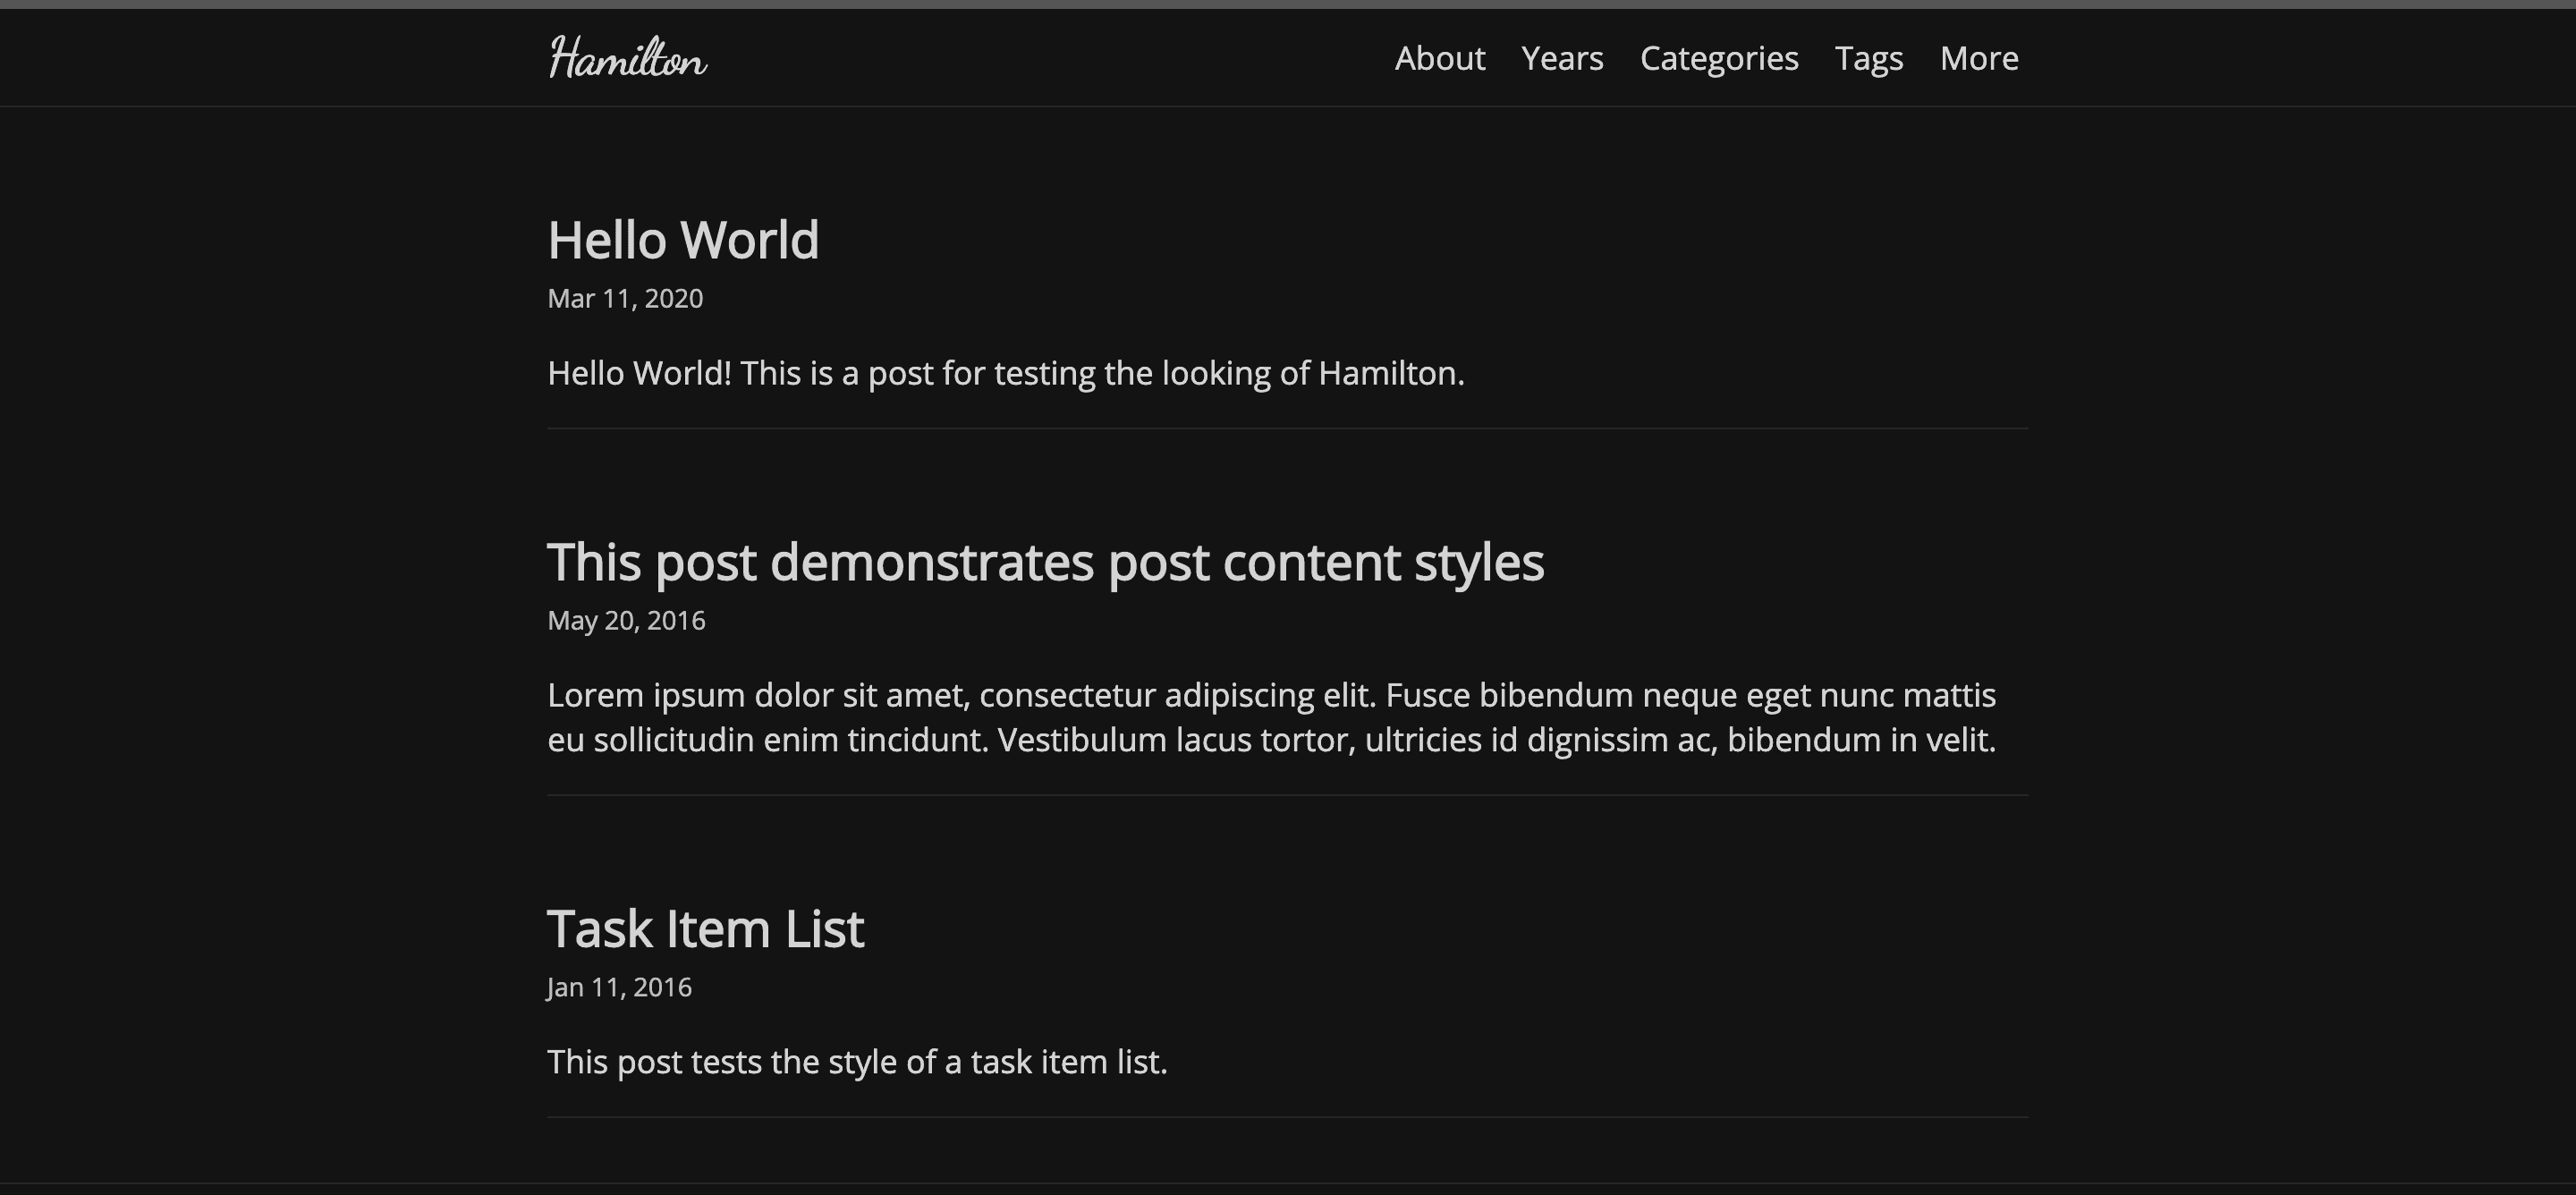 Hamilton
About Years Categories Tags More
Hello World
Mar 11, 2020
Hello World! This is a post for testing the looking of Hamilton.
This post demonstrates post content styles
May 20, 2016
Lorem ipsum dolor sit amet, consectetur adipiscing elit. Fusce bibendum neque eget nunc mattis
eu sollicitudin enim tincidunt. Vestibulum lacus tortor, ultricies id dignissim ac, bibendum in velit.
Task Item List
Jan 11, 2016
This post tests the style of a task item list.